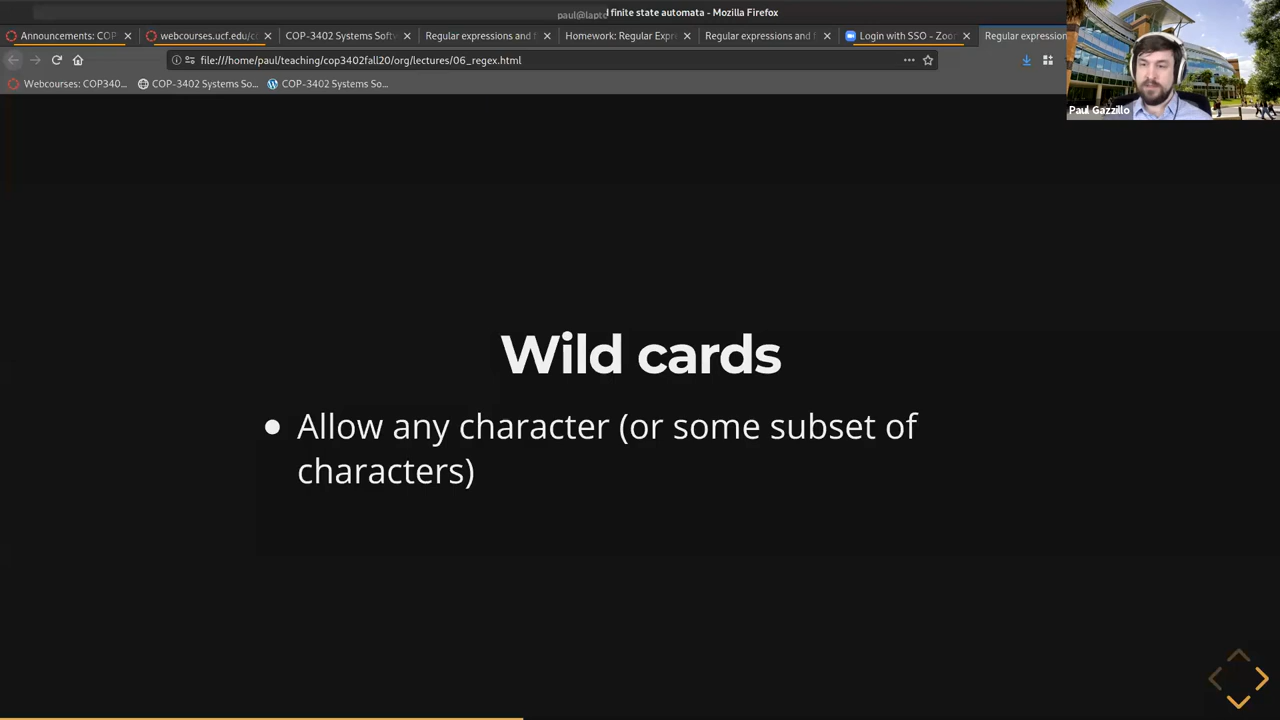 paul@lapto
l finite state automata - Mozilla Firefox
Announcements: COP
webcourses.ucf.edu/c
COP-3402 Systems Soft
Regular expressions and
Homework: Regular Expr
Regular expressions and
Login with SSO - Zoo
Regular expression
file:///home/paul/teaching/cop3402fall20/org/lectures/06_regex.html
Webcourses: COP340...
COP-3402 Systems So...
COP-3402 Systems So...
Paul Gazzillo
Wild cards
Allow any character (or some subset of
characters)